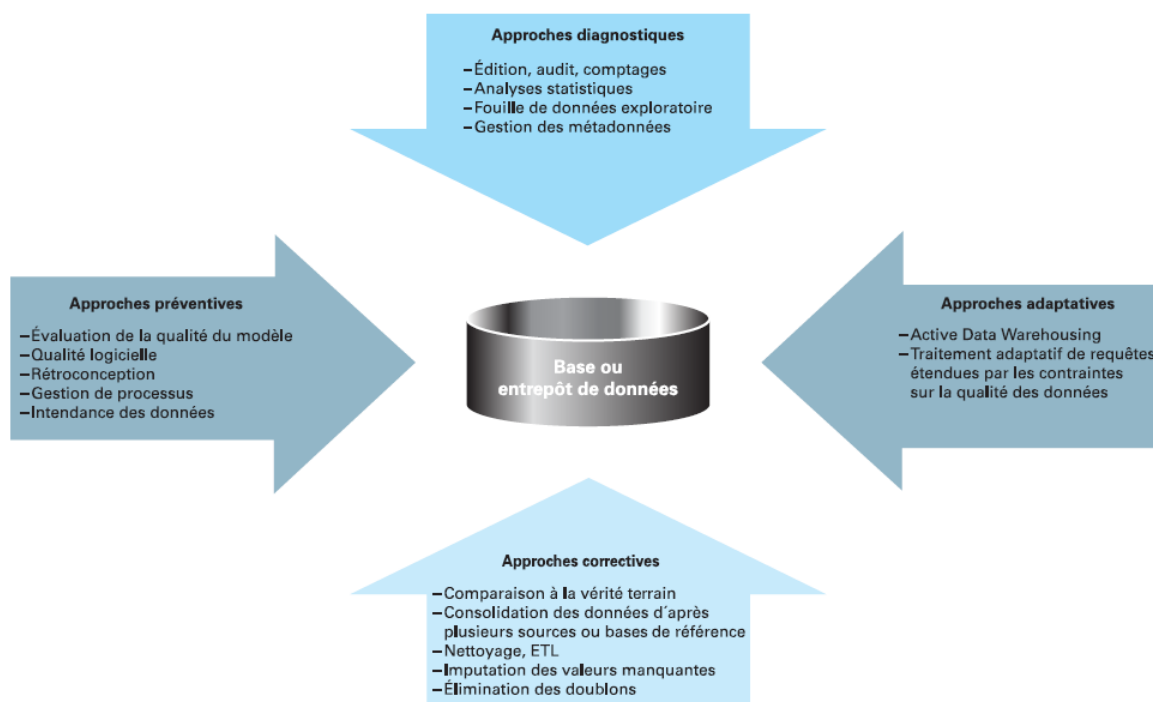 Approches diagnostiques
–Édition, audit, comptages
–Analyses statistiques
–Fouille de données exploratoire
–Gestion des métadonnées
Approches préventives
–Évaluation de la qualité du modèle
–Qualité logicielle
–Rétroconception
–Gestion de processus
–Intendance des données
Base ou
entrepôt de données
Approches adaptatives
–Active Data Warehousing
–Traitement adaptatif de requêtes
étendues par les contraintes
sur la qualité des données
Approches correctives
–Comparaison à la vérité terrain
–Consolidation des données d´après
plusieurs sources ou bases de référence
–Nettoyage, ETL
–Imputation des valeurs manquantes
–Élimination des doublons